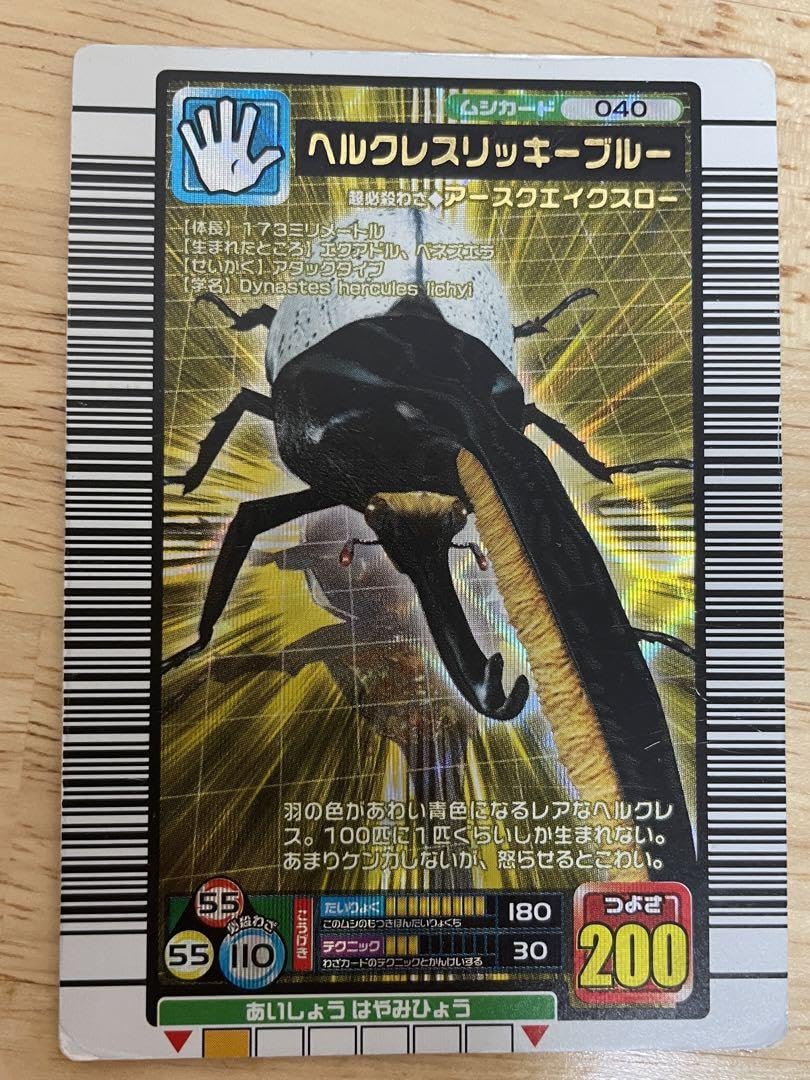 ムシカード 040
ヘルクレスリッキーブルー
超必殺わざ◆アースクエイクスロー
【体長】173ミリメートル
【生まれたところ】エクアドル、ベネズエラ
【せいかく】アタックタイプ
【学名】Dynastes hercules lichyi
羽の色があわい青色になるレアなヘルクレ
ス。100匹に1匹ぐらいしか生まれない。
あまりケンカしないが、怒らせるとこわい。
55
必殺わざ
55
110
こうげき
たいりょく 180
このムシのもつきほんたいりょくち
テクニック 30
わざカードのテクニックとかんけいする
つよさ
200
あいしょう はやみひょう